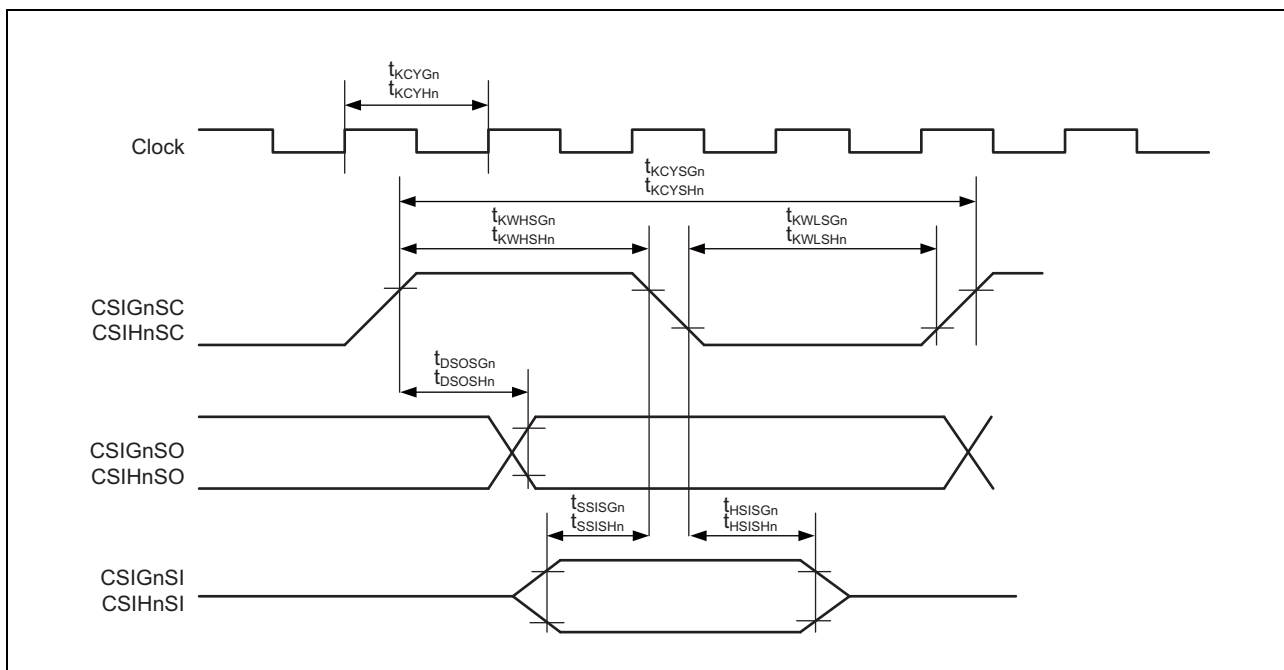 tKCYGn
tKCYHn
Clock
tKCYSGn
tKCYSHn
tKWHSGn
tKWHSHn
tKWLSGn
tKWLSHn
CSIGnSC
CSIHnSC
tDSOSGn
tDSOSHn
CSIGnSO
CSIHnSO
tSSISGn
tSSISHn
tHSISGn
tHSISHn
CSIGnSI
CSIHnSI